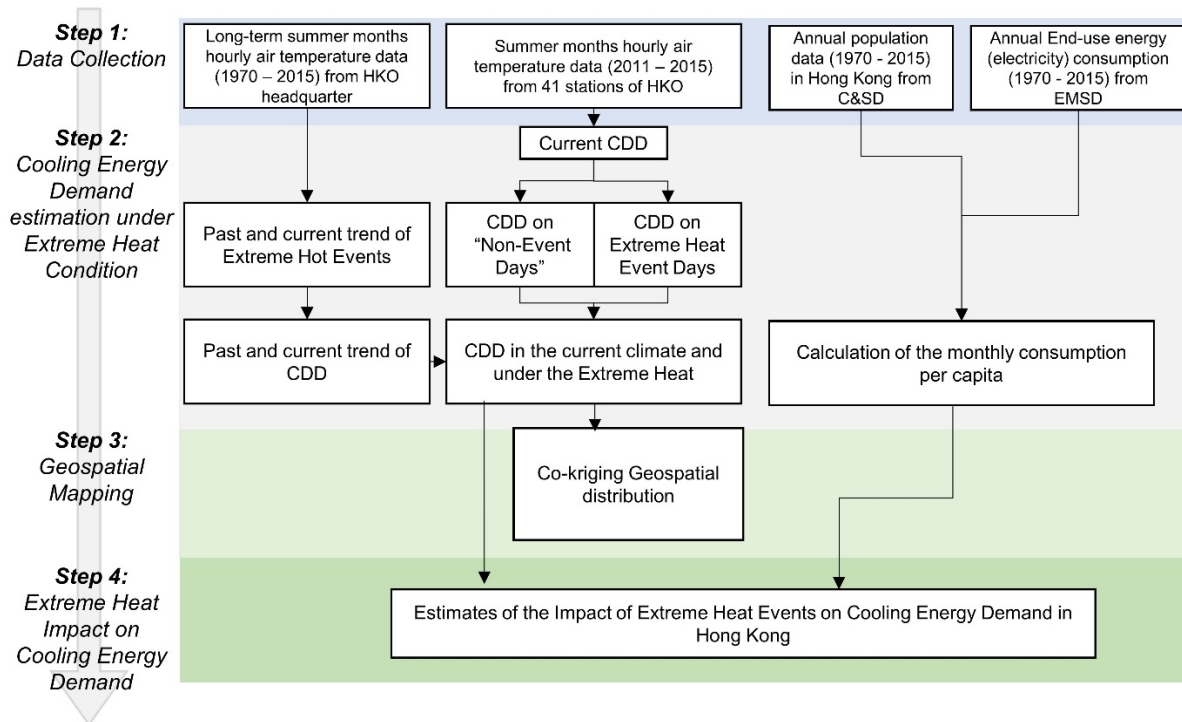 Step 1:
Data Collection
Long-term summer months
hourly air temperature data
(1970 – 2015) from HKO
headquarter
Summer months hourly air
temperature data (2011 – 2015)
from 41 stations of HKO
Annual population
data (1970 - 2015)
in Hong Kong from
C&SD
Annual End-use energy
(electricity) consumption
(1970 - 2015) from
EMSD
Step 2:
Cooling Energy
Demand
estimation under
Extreme Heat
Condition
Current CDD
Past and current trend of
Extreme Hot Events
CDD on
“Non-Event
Days”
CDD on
Extreme Heat
Event Days
Past and current trend of
CDD
CDD in the current climate and
under the Extreme Heat
Calculation of the monthly consumption
per capita
Step 3:
Geospatial
Mapping
Co-kriging Geospatial
distribution
Step 4:
Extreme Heat
Impact on
Cooling Energy
Demand
Estimates of the Impact of Extreme Heat Events on Cooling Energy Demand in
Hong Kong